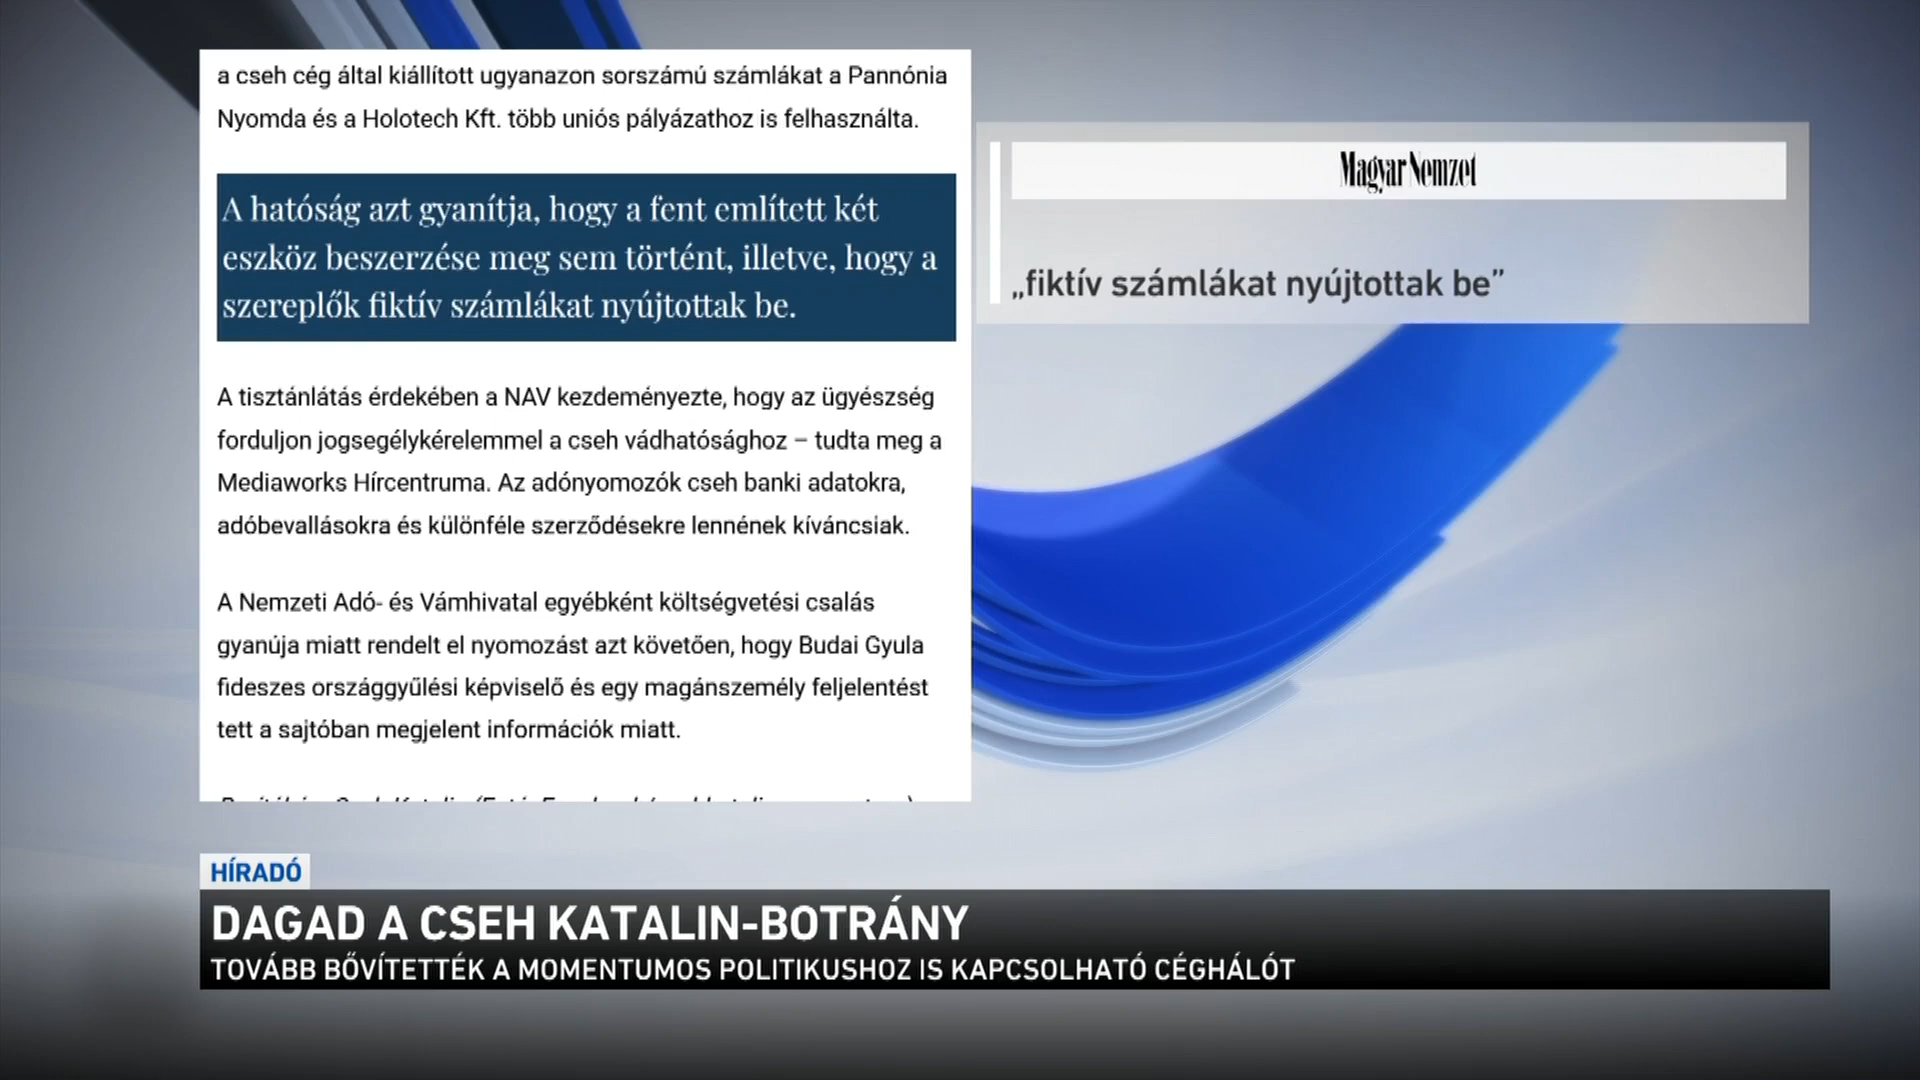 a cseh cég által kiállított ugyanazon sorszámú számlákat a Pannónia
Nyomda és a Holotech Kft. több uniós pályázathoz is felhasználta.
A hatóság azt gyanítja, hogy a fent említett két
eszköz beszerzése meg sem történt, illetve, hogy a
szereplők fiktív számlákat nyújtottak be.
A tisztánlátás érdekében a NAV kezdeményezte, hogy az ügyészség
forduljon jogsegélykérelemmel a cseh vádhatósághoz – tudta meg a
Mediaworks Hírcentruma. Az adónyomozók cseh banki adatokra,
adóbevallásokra és különféle szerződésekre lennének kíváncsiak.
A Nemzeti Adó- és Vámhivatal egyébként költségvetési csalás
gyanúja miatt rendelt el nyomozást azt követően, hogy Budai Gyula
fideszes országgyűlési képviselő és egy magánszemély feljelentést
tett a sajtóban megjelent információk miatt.
Magyar Nemzet
„fiktív számlákat nyújtottak be”
HÍRADÓ
DAGAD A CSEH KATALIN-BOTRÁNY
TOVÁBB BŐVÍTETTÉK A MOMENTUMOS POLITIKUSHOZ IS KAPCSOLHATÓ CÉGHÁLÓT